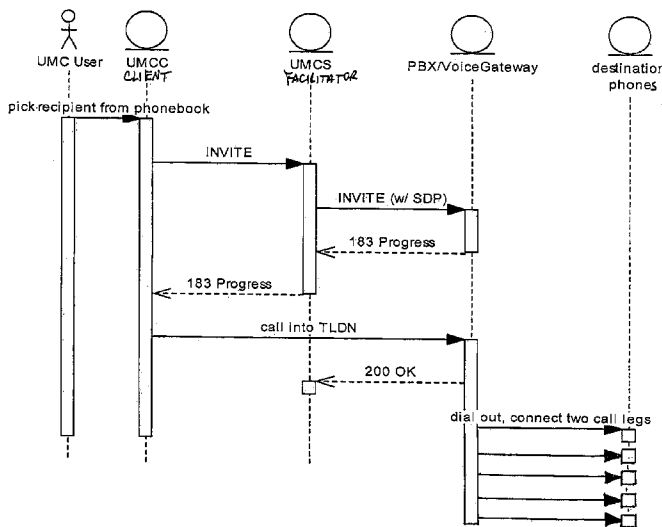 UMC User
UMCC
CLIENT
UMCS
FACILITATOR
PBX/VoiceGateway
destination
phones
pick recipient from phonebook
INVITE
INVITE (w/ SDP)
183 Progress
183 Progress
call into TLDN
200 OK
dial out, connect two call legs